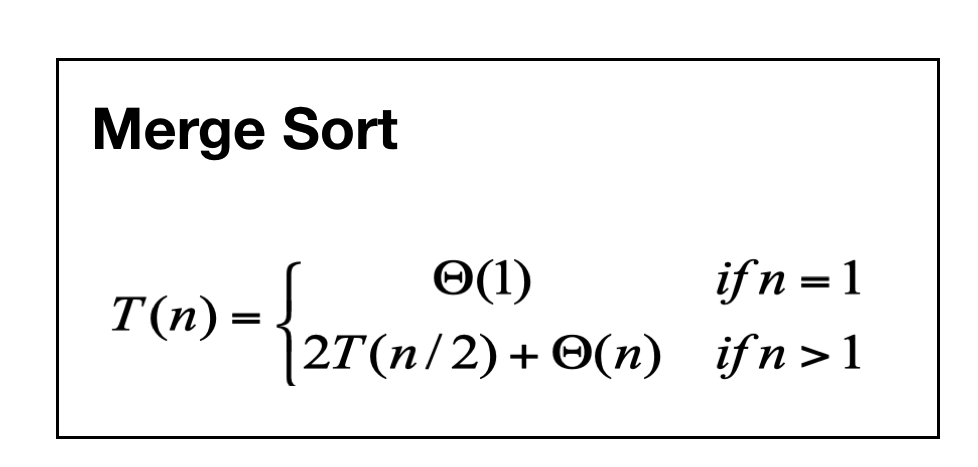 Merge Sort
T(n) = { Θ(1) if n = 1
2T(n/2) + Θ(n) if n > 1